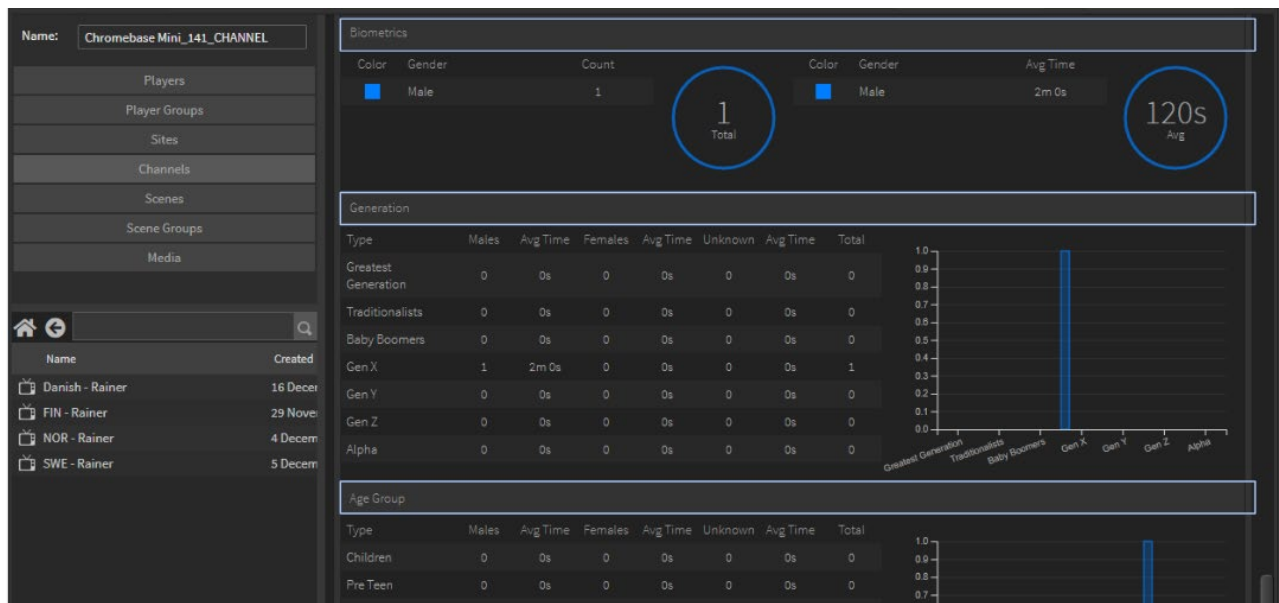 Name: Chromebase Mini_141_CHANNEL
Players
Player Groups
Sites
Channels
Scenes
Scene Groups
Media
Name Created
Danish - Rainer 16 Decer
FIN - Rainer 29 Nove
NOR - Rainer 4 Decem
SWE - Rainer 5 Decem
Biometrics
Color Gender Count
Male 1
1
Total
Color Gender Avg Time
Male 2m 0s
120s
Avg
Generation
Type Males Avg Time Females Avg Time Unknown Avg Time Total
Greatest
Generation 0 0s 0 0s 0 0s 0
Traditionalists 0 0s 0 0s 0 0s 0
Baby Boomers 0 0s 0 0s 0 0s 0
Gen X 1 2m 0s 0 0s 0 0s 1
Gen Y 0 0s 0 0s 0 0s 0
Gen Z 0 0s 0 0s 0 0s 0
Alpha 0 0s 0 0s 0 0s 0
1.0
0.9
0.8
0.7
0.6
0.5
0.4
0.3
0.2
0.1
0.0
Greatest Generation Traditionalists Baby Boomers Gen X Gen Y Gen Z Alpha
Age Group
Type Males Avg Time Females Avg Time Unknown Avg Time Total
Children 0 0s 0 0s 0 0s 0
Pre Teen 0 0s 0 0s 0 0s 0
1.0
0.9
0.8
0.7